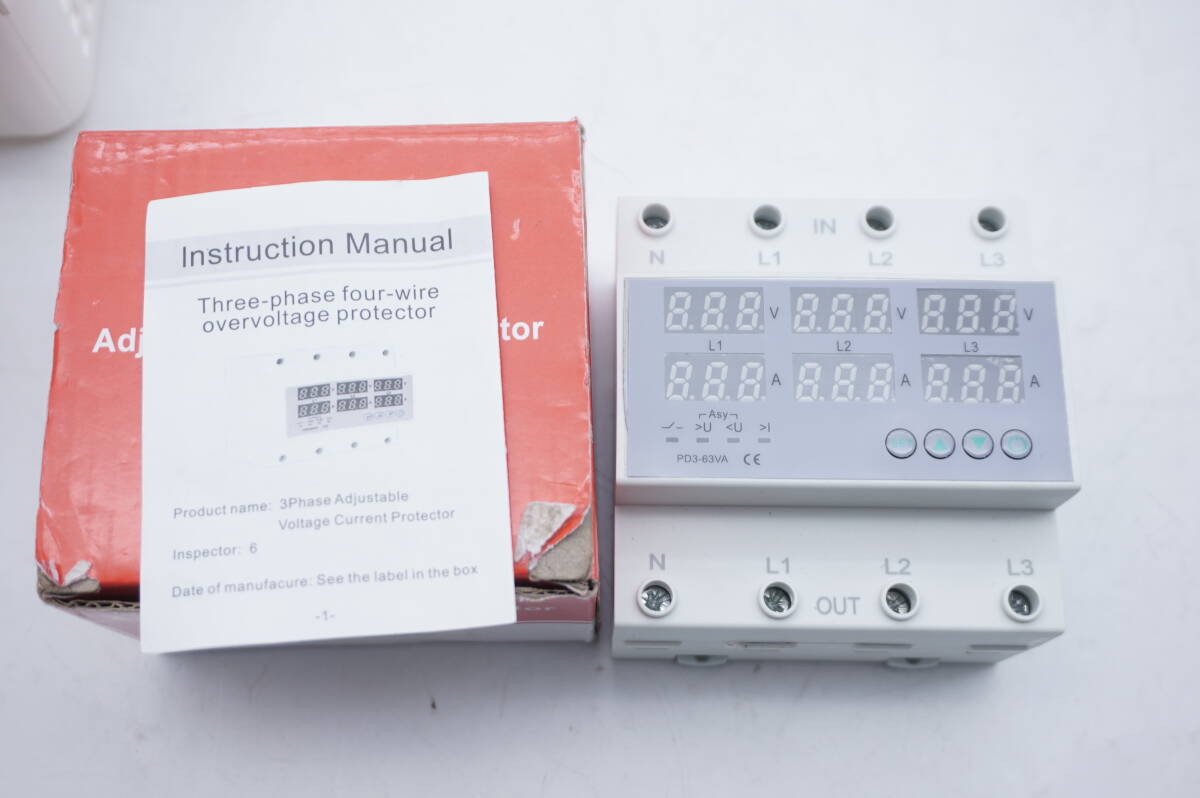 Instruction Manual
Three-phase four-wire
overvoltage protector
Product name: 3Phase Adjustable
Voltage Current Protector
Inspector: 6
Date of manufacure: See the label in the box
-1-
Adj tor
tor
IN
N L1 L2 L3
8.8.8 V 8.8.8 V 8.8.8 V
L1 L2 L3
8.8.8 A 8.8.8 A 8.8.8 A
Asy
>U <U >I
PD3-63VA CE
SET
N L1 L2 L3
OUT